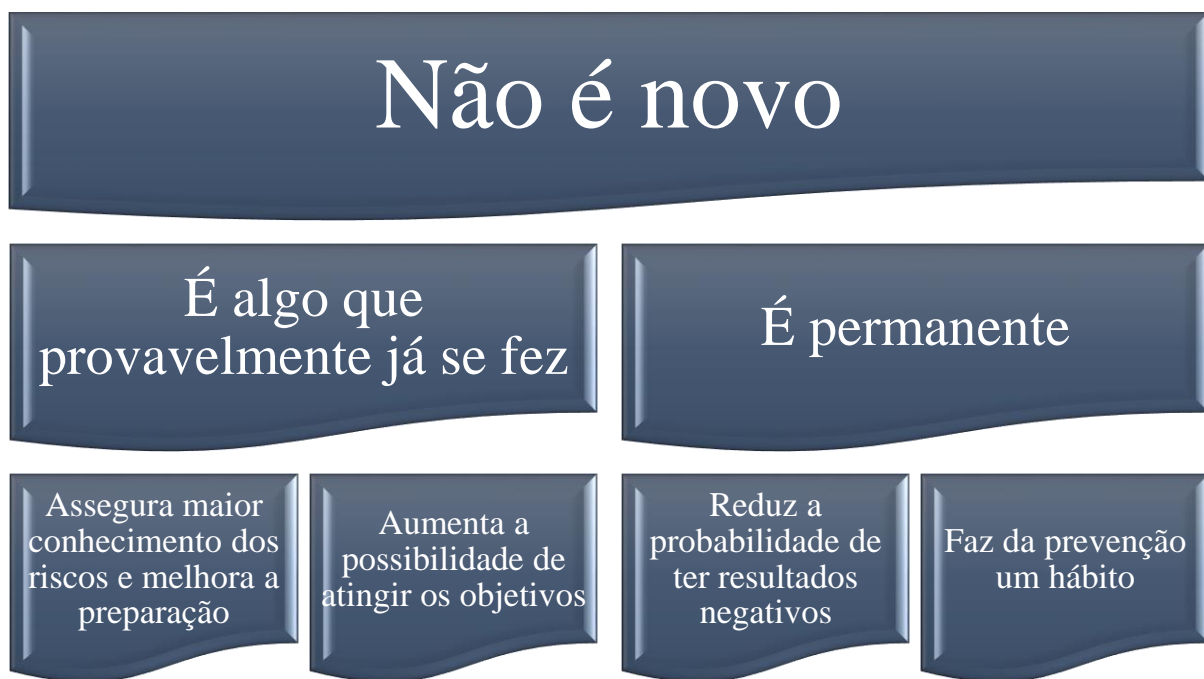 Não é novo
É algo que
provavelmente já se fez
É permanente
Assegura maior
conhecimento dos
riscos e melhora a
preparação
Aumenta a
possibilidade de
atingir os objetivos
Reduz a
probabilidade de
ter resultados
negativos
Faz da prevenção
um hábito